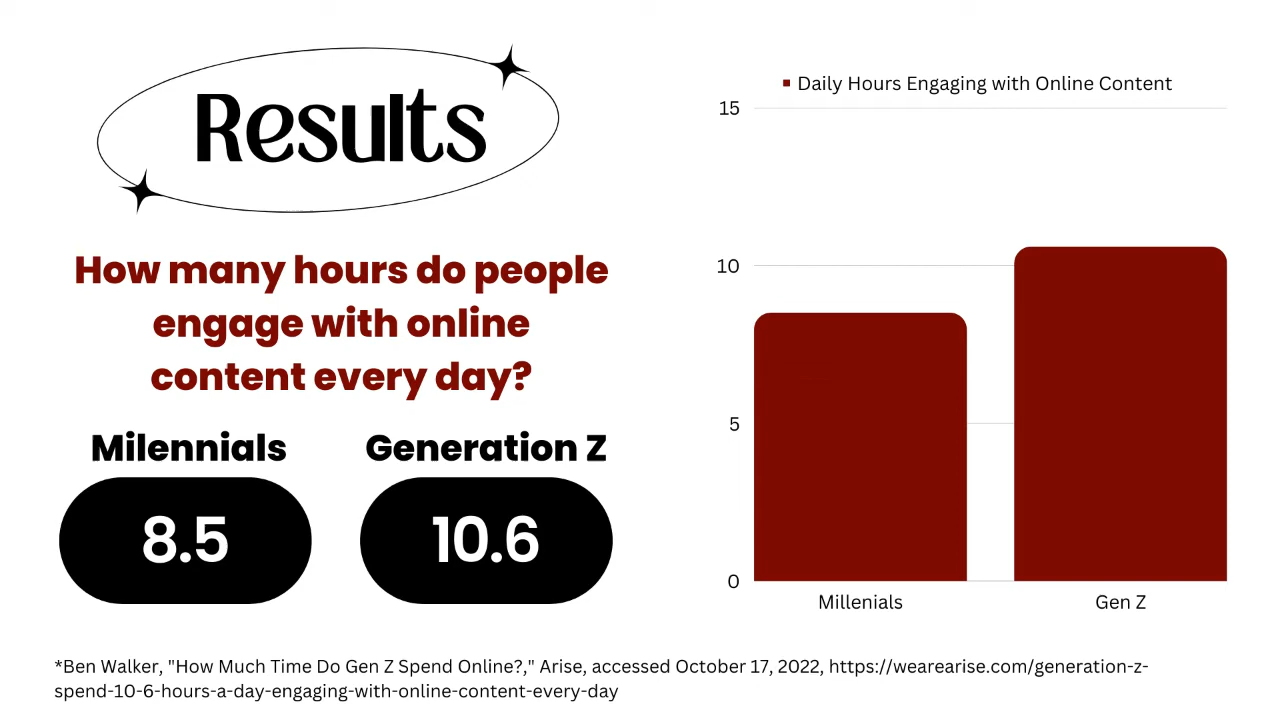 Results
How many hours do people
engage with online
content every day?
Milennials
Generation Z
8.5
10.6
Daily Hours Engaging with Online Content
15
10
5
0
Millenials
Gen Z
*Ben Walker, "How Much Time Do Gen Z Spend Online?," Arise, accessed October 17, 2022, https://wearearise.com/generation-z-
spend-10-6-hours-a-day-engaging-with-online-content-every-day